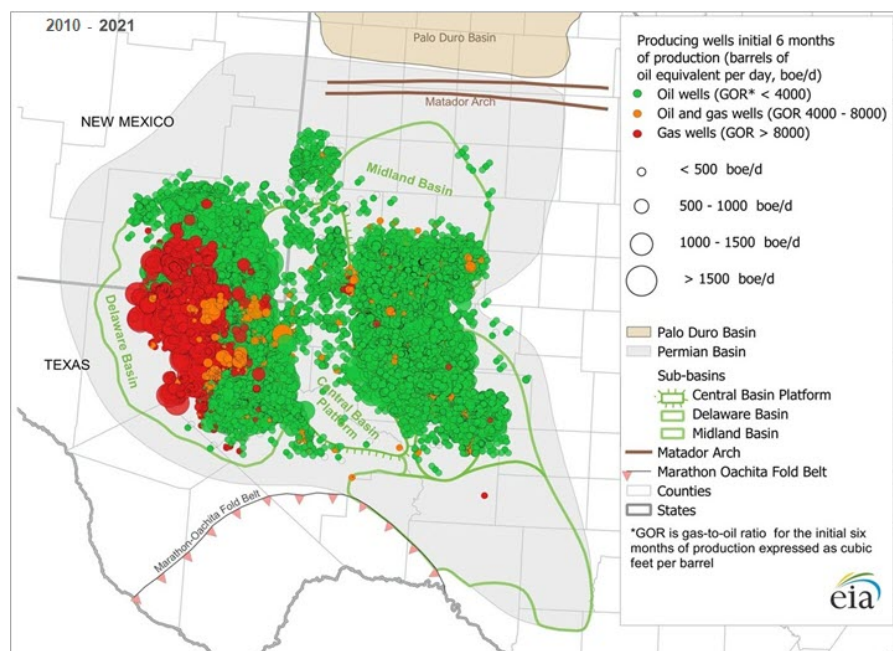 2010 - 2021
Palo Duro Basin
Matador Arch
NEW MEXICO
Midland Basin
Delaware Basin
TEXAS
Central Basin
Platform
Marathon-Oachita Fold Belt
Producing wells initial 6 months
of production (barrels of
oil equivalent per day, boe/d)
Oil wells (GOR* < 4000)
Oil and gas wells (GOR 4000 - 8000)
Gas wells (GOR > 8000)
< 500 boe/d
500 - 1000 boe/d
1000 - 1500 boe/d
> 1500 boe/d
Palo Duro Basin
Permian Basin
Sub-basins
Central Basin Platform
Delaware Basin
Midland Basin
Matador Arch
Marathon Oachita Fold Belt
Counties
States
*GOR is gas-to-oil ratio for the initial six
months of production expressed as cubic
feet per barrel
eia